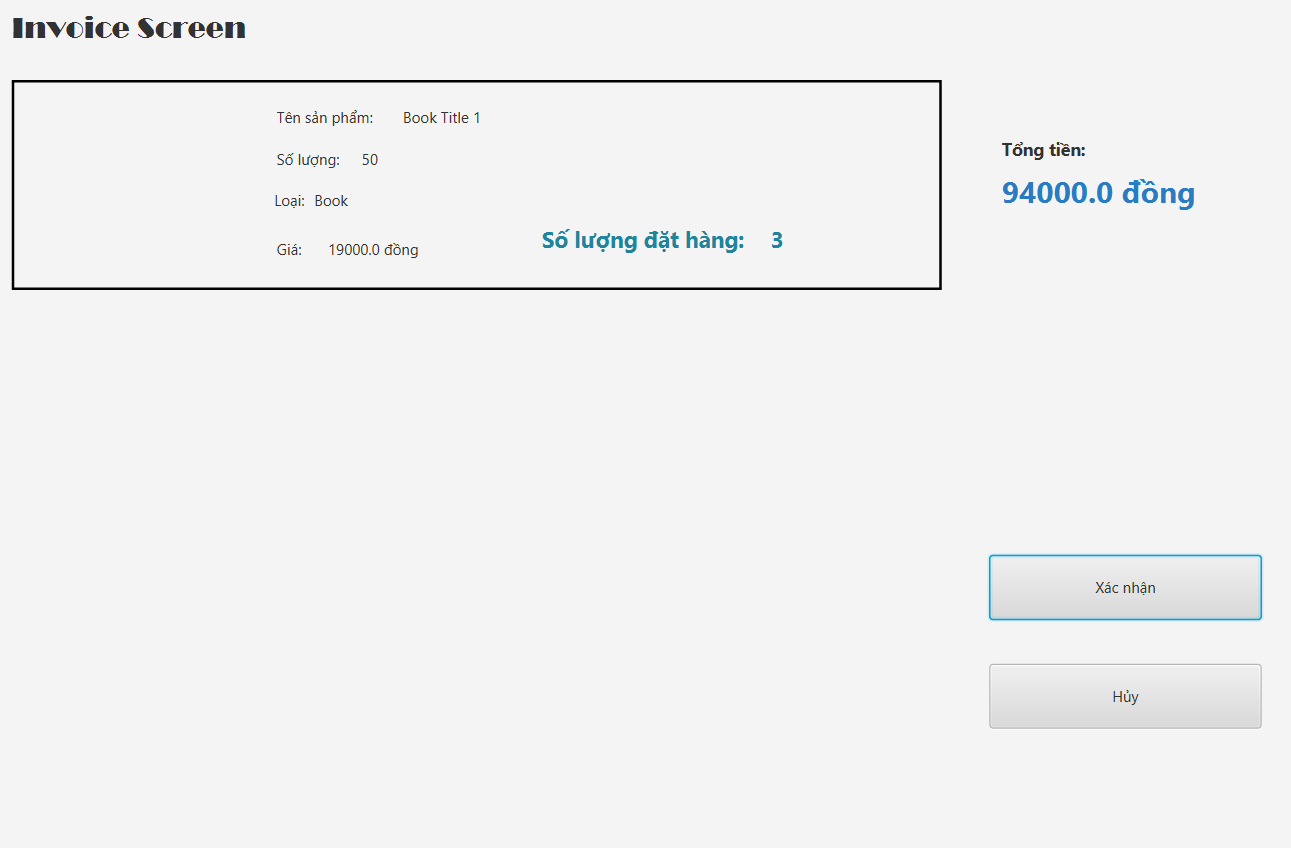 Invoice Screen
Tên sản phẩm: Book Title 1
Số lượng: 50
Loại: Book
Giá: 19000.0 đồng
Số lượng đặt hàng: 3
Tổng tiền:
94000.0 đồng
Xác nhận
Hủy